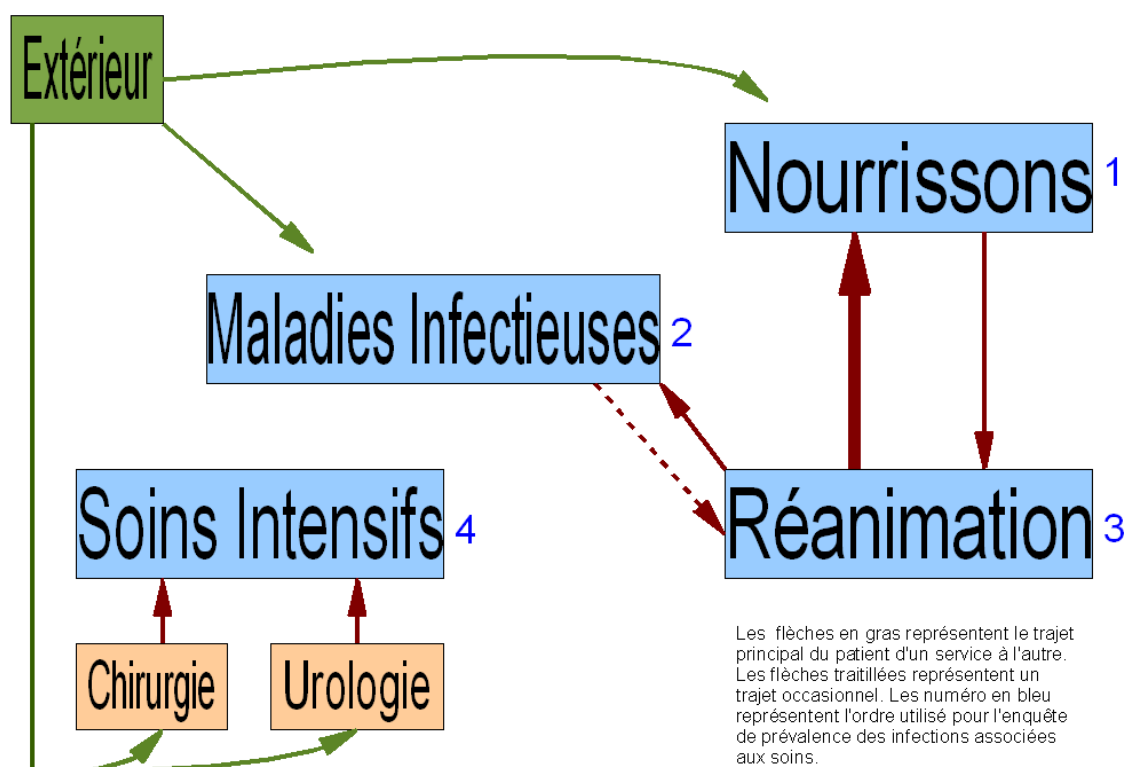 Extérieur
Nourrissons 1
Maladies Infectieuses 2
Soins Intensifs 4
Réanimation 3
Chirurgie
Urologie
Les flèches en gras représentent le trajet
principal du patient d'un service à l'autre.
Les flèches traitillées représentent un
trajet occasionnel. Les numéro en bleu
représentent l'ordre utilisé pour l'enquête
de prévalence des infections associées
aux soins.